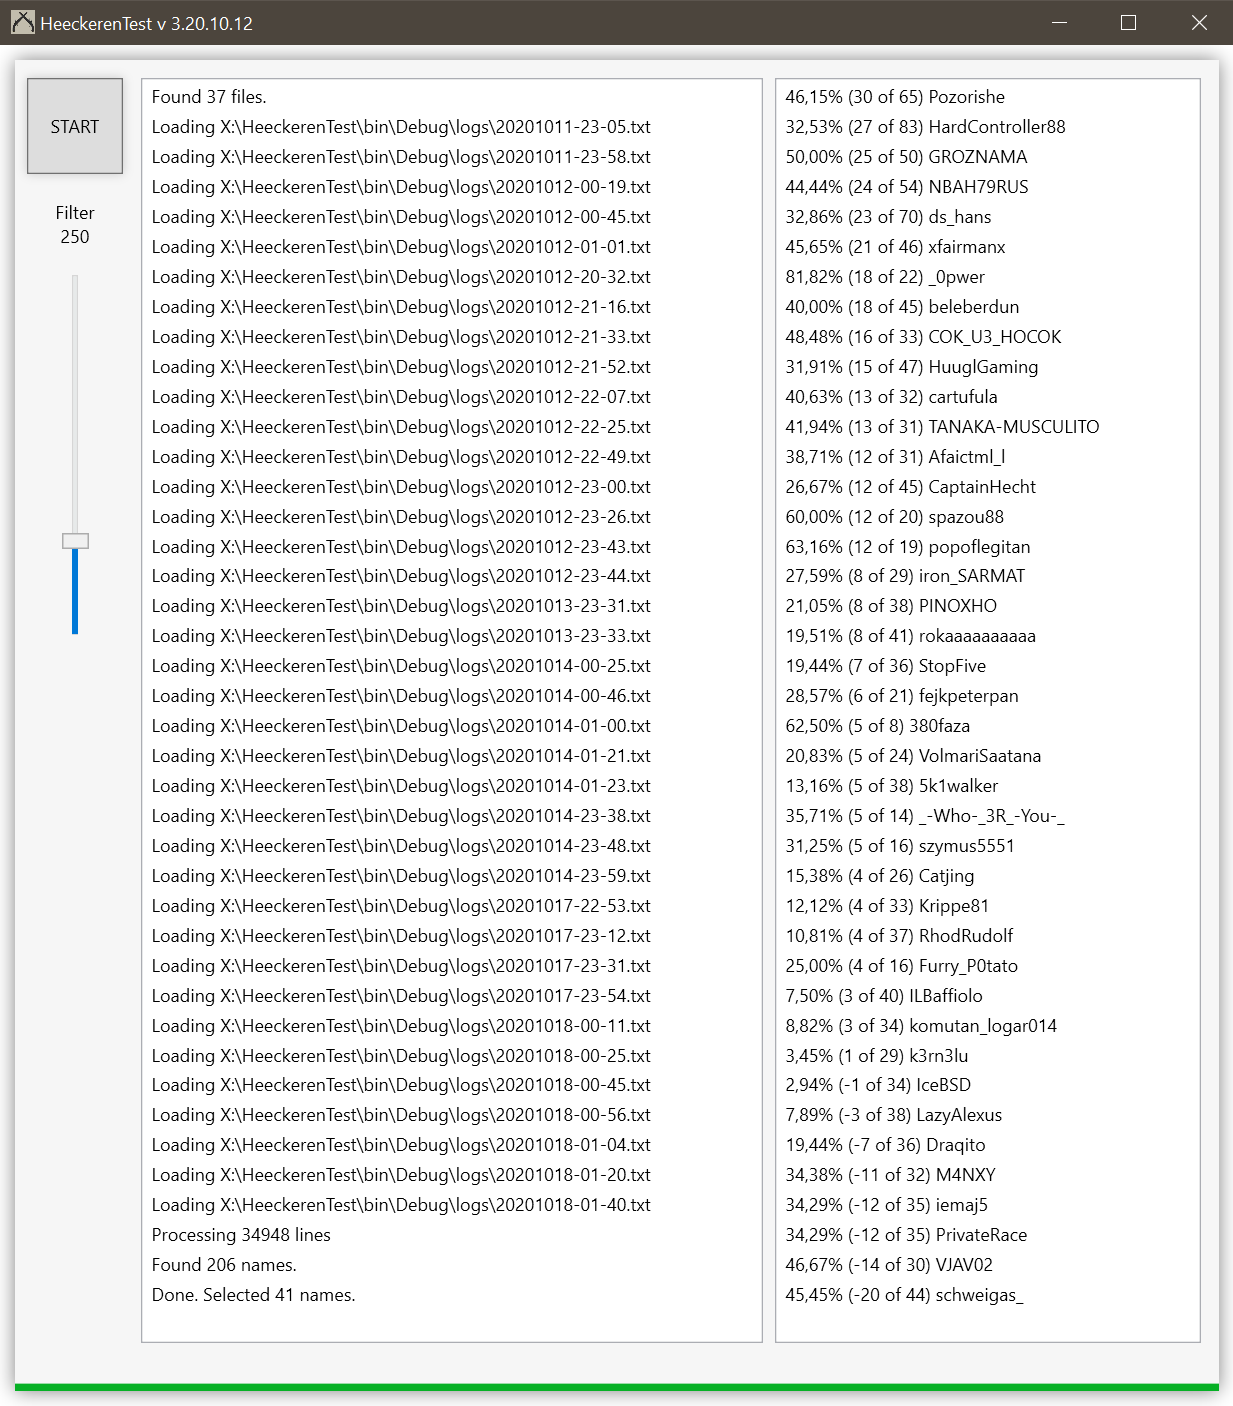 HeeckerenTest v 3.20.10.12
START
Filter
250
Found 37 files.
Loading X:\HeeckerenTest\bin\Debug\logs\20201011-23-05.txt
Loading X:\HeeckerenTest\bin\Debug\logs\20201011-23-58.txt
Loading X:\HeeckerenTest\bin\Debug\logs\20201012-00-19.txt
Loading X:\HeeckerenTest\bin\Debug\logs\20201012-00-45.txt
Loading X:\HeeckerenTest\bin\Debug\logs\20201012-01-01.txt
Loading X:\HeeckerenTest\bin\Debug\logs\20201012-20-32.txt
Loading X:\HeeckerenTest\bin\Debug\logs\20201012-21-16.txt
Loading X:\HeeckerenTest\bin\Debug\logs\20201012-21-33.txt
Loading X:\HeeckerenTest\bin\Debug\logs\20201012-21-52.txt
Loading X:\HeeckerenTest\bin\Debug\logs\20201012-22-07.txt
Loading X:\HeeckerenTest\bin\Debug\logs\20201012-22-25.txt
Loading X:\HeeckerenTest\bin\Debug\logs\20201012-22-49.txt
Loading X:\HeeckerenTest\bin\Debug\logs\20201012-23-00.txt
Loading X:\HeeckerenTest\bin\Debug\logs\20201012-23-26.txt
Loading X:\HeeckerenTest\bin\Debug\logs\20201012-23-43.txt
Loading X:\HeeckerenTest\bin\Debug\logs\20201012-23-44.txt
Loading X:\HeeckerenTest\bin\Debug\logs\20201013-23-31.txt
Loading X:\HeeckerenTest\bin\Debug\logs\20201013-23-33.txt
Loading X:\HeeckerenTest\bin\Debug\logs\20201014-00-25.txt
Loading X:\HeeckerenTest\bin\Debug\logs\20201014-00-46.txt
Loading X:\HeeckerenTest\bin\Debug\logs\20201014-01-00.txt
Loading X:\HeeckerenTest\bin\Debug\logs\20201014-01-21.txt
Loading X:\HeeckerenTest\bin\Debug\logs\20201014-01-23.txt
Loading X:\HeeckerenTest\bin\Debug\logs\20201014-23-38.txt
Loading X:\HeeckerenTest\bin\Debug\logs\20201014-23-48.txt
Loading X:\HeeckerenTest\bin\Debug\logs\20201014-23-59.txt
Loading X:\HeeckerenTest\bin\Debug\logs\20201017-22-53.txt
Loading X:\HeeckerenTest\bin\Debug\logs\20201017-23-12.txt
Loading X:\HeeckerenTest\bin\Debug\logs\20201017-23-31.txt
Loading X:\HeeckerenTest\bin\Debug\logs\20201017-23-54.txt
Loading X:\HeeckerenTest\bin\Debug\logs\20201018-00-11.txt
Loading X:\HeeckerenTest\bin\Debug\logs\20201018-00-25.txt
Loading X:\HeeckerenTest\bin\Debug\logs\20201018-00-45.txt
Loading X:\HeeckerenTest\bin\Debug\logs\20201018-00-56.txt
Loading X:\HeeckerenTest\bin\Debug\logs\20201018-01-04.txt
Loading X:\HeeckerenTest\bin\Debug\logs\20201018-01-20.txt
Loading X:\HeeckerenTest\bin\Debug\logs\20201018-01-40.txt
Processing 34948 lines
Found 206 names.
Done. Selected 41 names.
46,15% (30 of 65) Pozorishe
32,53% (27 of 83) HardController88
50,00% (25 of 50) GROZNAMA
44,44% (24 of 54) NBAH79RUS
32,86% (23 of 70) ds_hans
45,65% (21 of 46) xfairmanx
81,82% (18 of 22) _0pwer
40,00% (18 of 45) beleberdun
48,48% (16 of 33) COK_U3_HOCOK
31,91% (15 of 47) HuuglGaming
40,63% (13 of 32) cartufula
41,94% (13 of 31) TANAKA-MUSCULITO
38,71% (12 of 31) Afaictml_l
26,67% (12 of 45) CaptainHecht
60,00% (12 of 20) spazou88
63,16% (12 of 19) popoflegitan
27,59% (8 of 29) iron_SARMAT
21,05% (8 of 38) PINOXHO
19,51% (8 of 41) rokaaaaaaaaaa
19,44% (7 of 36) StopFive
28,57% (6 of 21) fejkpeterpan
62,50% (5 of 8) 380faza
20,83% (5 of 24) VolmariSaatana
13,16% (5 of 38) 5k1walker
35,71% (5 of 14) _-Who-_3R_-You-_
31,25% (5 of 16) szymus5551
15,38% (4 of 26) Catjing
12,12% (4 of 33) Krippe81
10,81% (4 of 37) RhodRudolf
25,00% (4 of 16) Furry_P0tato
7,50% (3 of 40) ILBaffiolo
8,82% (3 of 34) komutan_logar014
3,45% (1 of 29) k3rn3lu
2,94% (-1 of 34) IceBSD
7,89% (-3 of 38) LazyAlexus
19,44% (-7 of 36) Draqito
34,38% (-11 of 32) M4NXY
34,29% (-12 of 35) iemaj5
34,29% (-12 of 35) PrivateRace
46,67% (-14 of 30) VJAV02
45,45% (-20 of 44) schweigas_